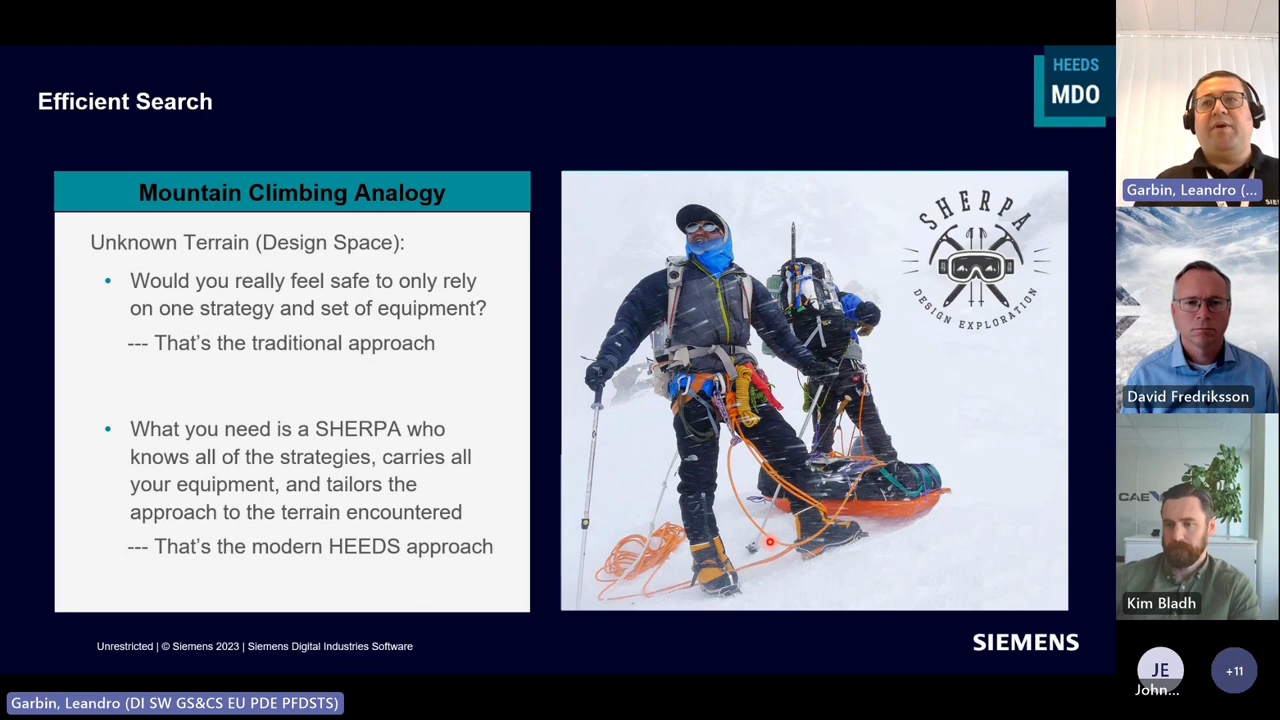 Efficient Search
HEEDS
MDO
Mountain Climbing Analogy
Unknown Terrain (Design Space):
• Would you really feel safe to only rely
on one strategy and set of equipment?
--- That's the traditional approach
• What you need is a SHERPA who
knows all of the strategies, carries all
your equipment, and tailors the
approach to the terrain encountered
--- That's the modern HEEDS approach
SHERPA
DESIGN EXPLORATION
Unrestricted | © Siemens 2023 | Siemens Digital Industries Software
SIEMENS
Garbin, Leandro (DI SW GS&CS EU PDE PFDSTS)
Garbin, Leandro (...
David Fredriksson
CAE
Kim Bladh
JE
John...
+11